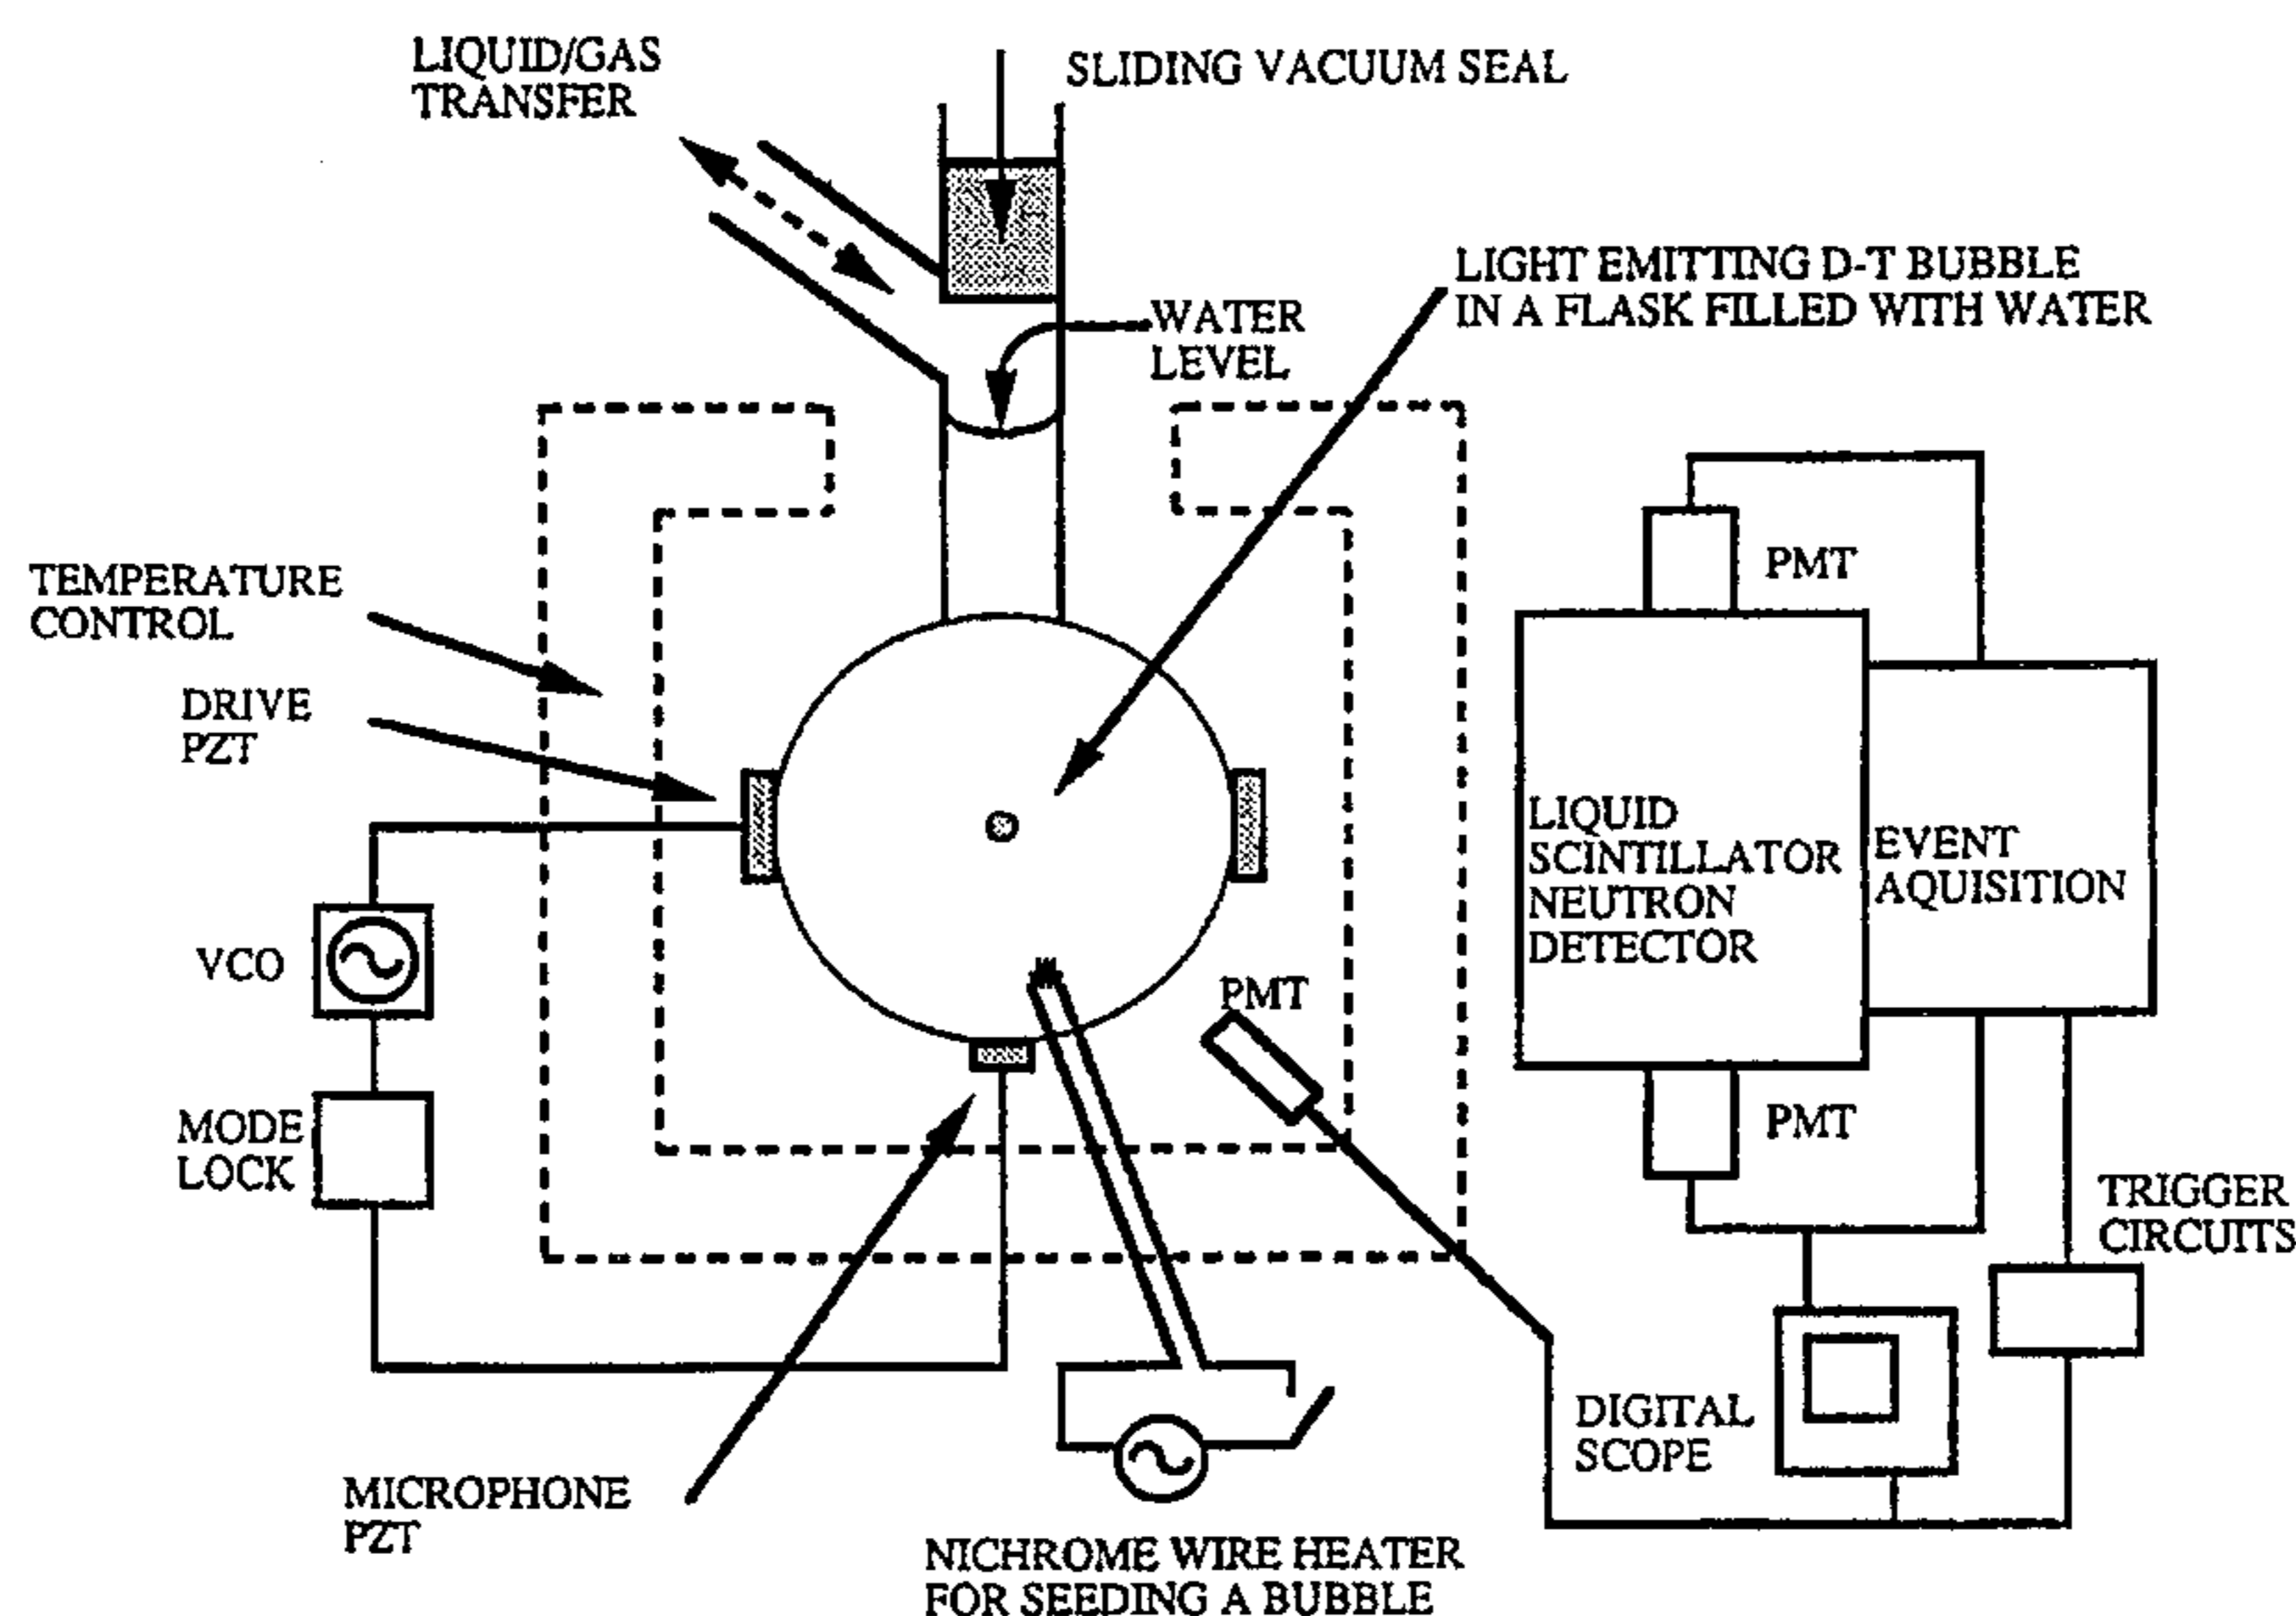 LIQUID/GAS
TRANSFER
SLIDING VACUUM SEAL
LIGHT EMITTING D-T BUBBLE
IN A FLASK FILLED WITH WATER
WATER
LEVEL
TEMPERATURE
CONTROL
DRIVE
PZT
PMT
LIQUID
SCINTILLATOR
NEUTRON
DETECTOR
EVENT
AQUISITION
VCO
PMT
MODE
LOCK
PMT
TRIGGER
CIRCUITS
DIGITAL
SCOPE
MICROPHONE
PZT
NICHROME WIRE HEATER
FOR SEEDING A BUBBLE